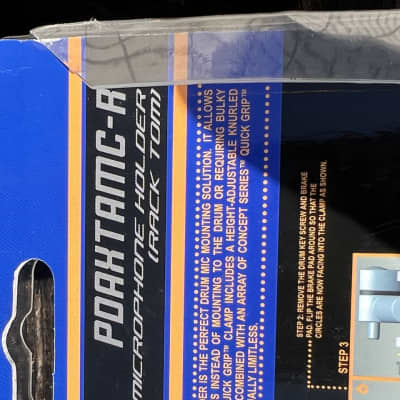 PDAXTAMC-R
MICROPHONE HOLDER
(RACK TOM)
ER IS THE PERFECT DRUM MIC MOUNTING SOLUTION. IT ALLOWS
S INSTEAD OF MOUNTING TO THE DRUM OR REQUIRING BULKY
UICK GRIP™ CLAMP INCLUDES A HEIGHT-ADJUSTABLE KNURLED
COMBINED WITH AN ARRAY OF CONCEPT SERIES™ QUICK GRIP™
ALLY LIMITLESS.
STEP 2: REMOVE THE DRUM KEY SCREW AND BRAKE
PAD. FLIP THE BRAKE PAD AROUND SO THAT THE
CIRCLES ARE NOW FACING INTO THE CLAMP AS SHOWN.
STEP 3